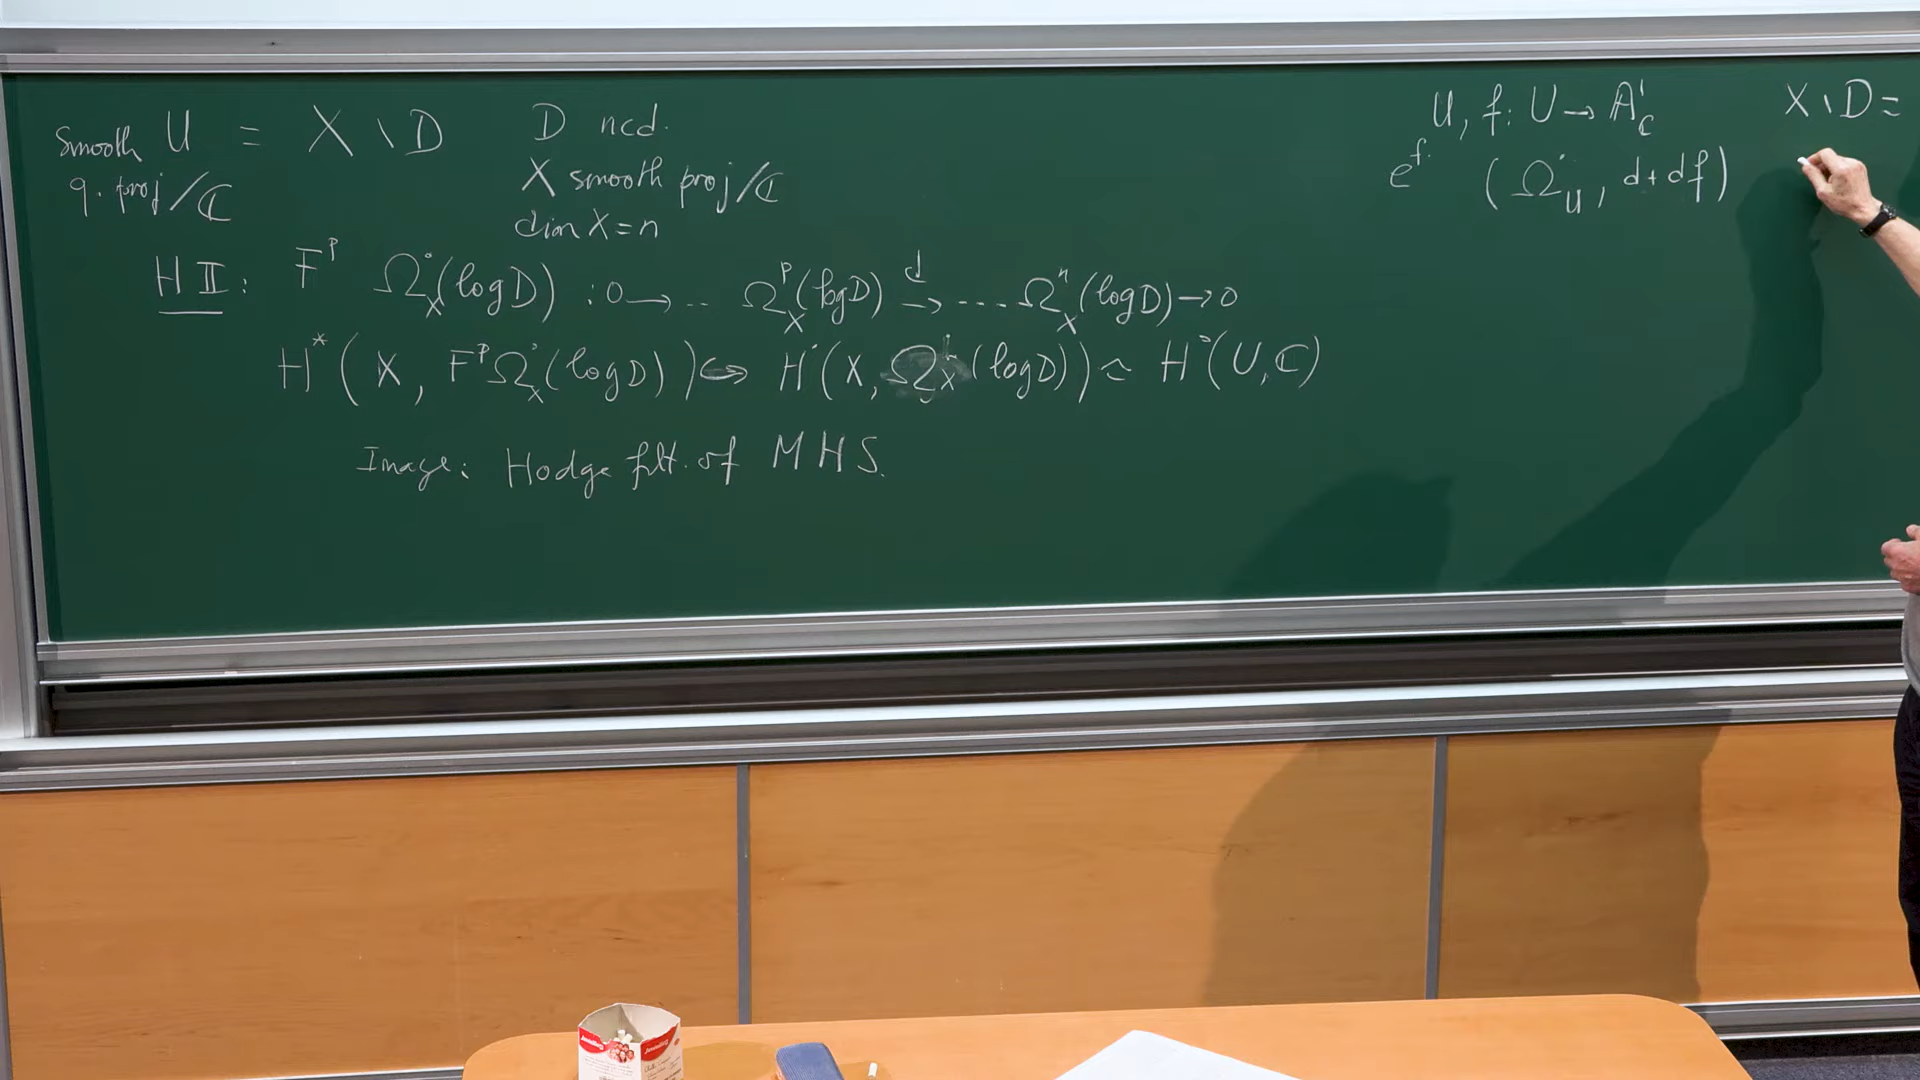 Smooth U = X \ D D ncd.
q. proj/ℂ X smooth proj/ℂ
dim X = n
H II: F^p Ω^•_X(log D) : 0 → ·· Ω^p_X(log D) →^d ···· Ω^n_X(log D) → 0
H^*(X, F^p Ω^•_X(log D)) ↪ H^•(X, Ω^•_X(log D)) ≃ H^•(U, ℂ)
Image: Hodge filt. of MHS.
U, f: U → A^1_ℂ X \ D =
e^f. (Ω^•_U, d + df)